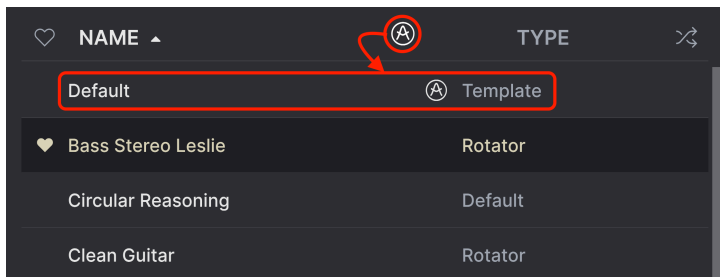 NAME TYPE
Default Template
Bass Stereo Leslie Rotator
Circular Reasoning Default
Clean Guitar Rotator